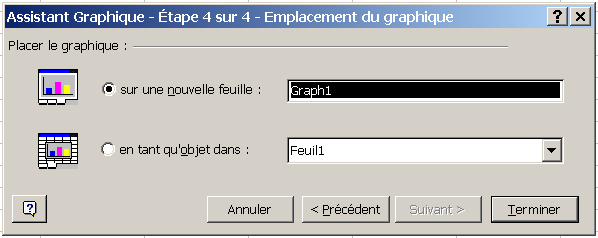 Assistant Graphique - Étape 4 sur 4 - Emplacement du graphique
Placer le graphique :
sur une nouvelle feuille : Graph1
en tant qu'objet dans : Feuil1
Annuler < Précédent Suivant > Terminer